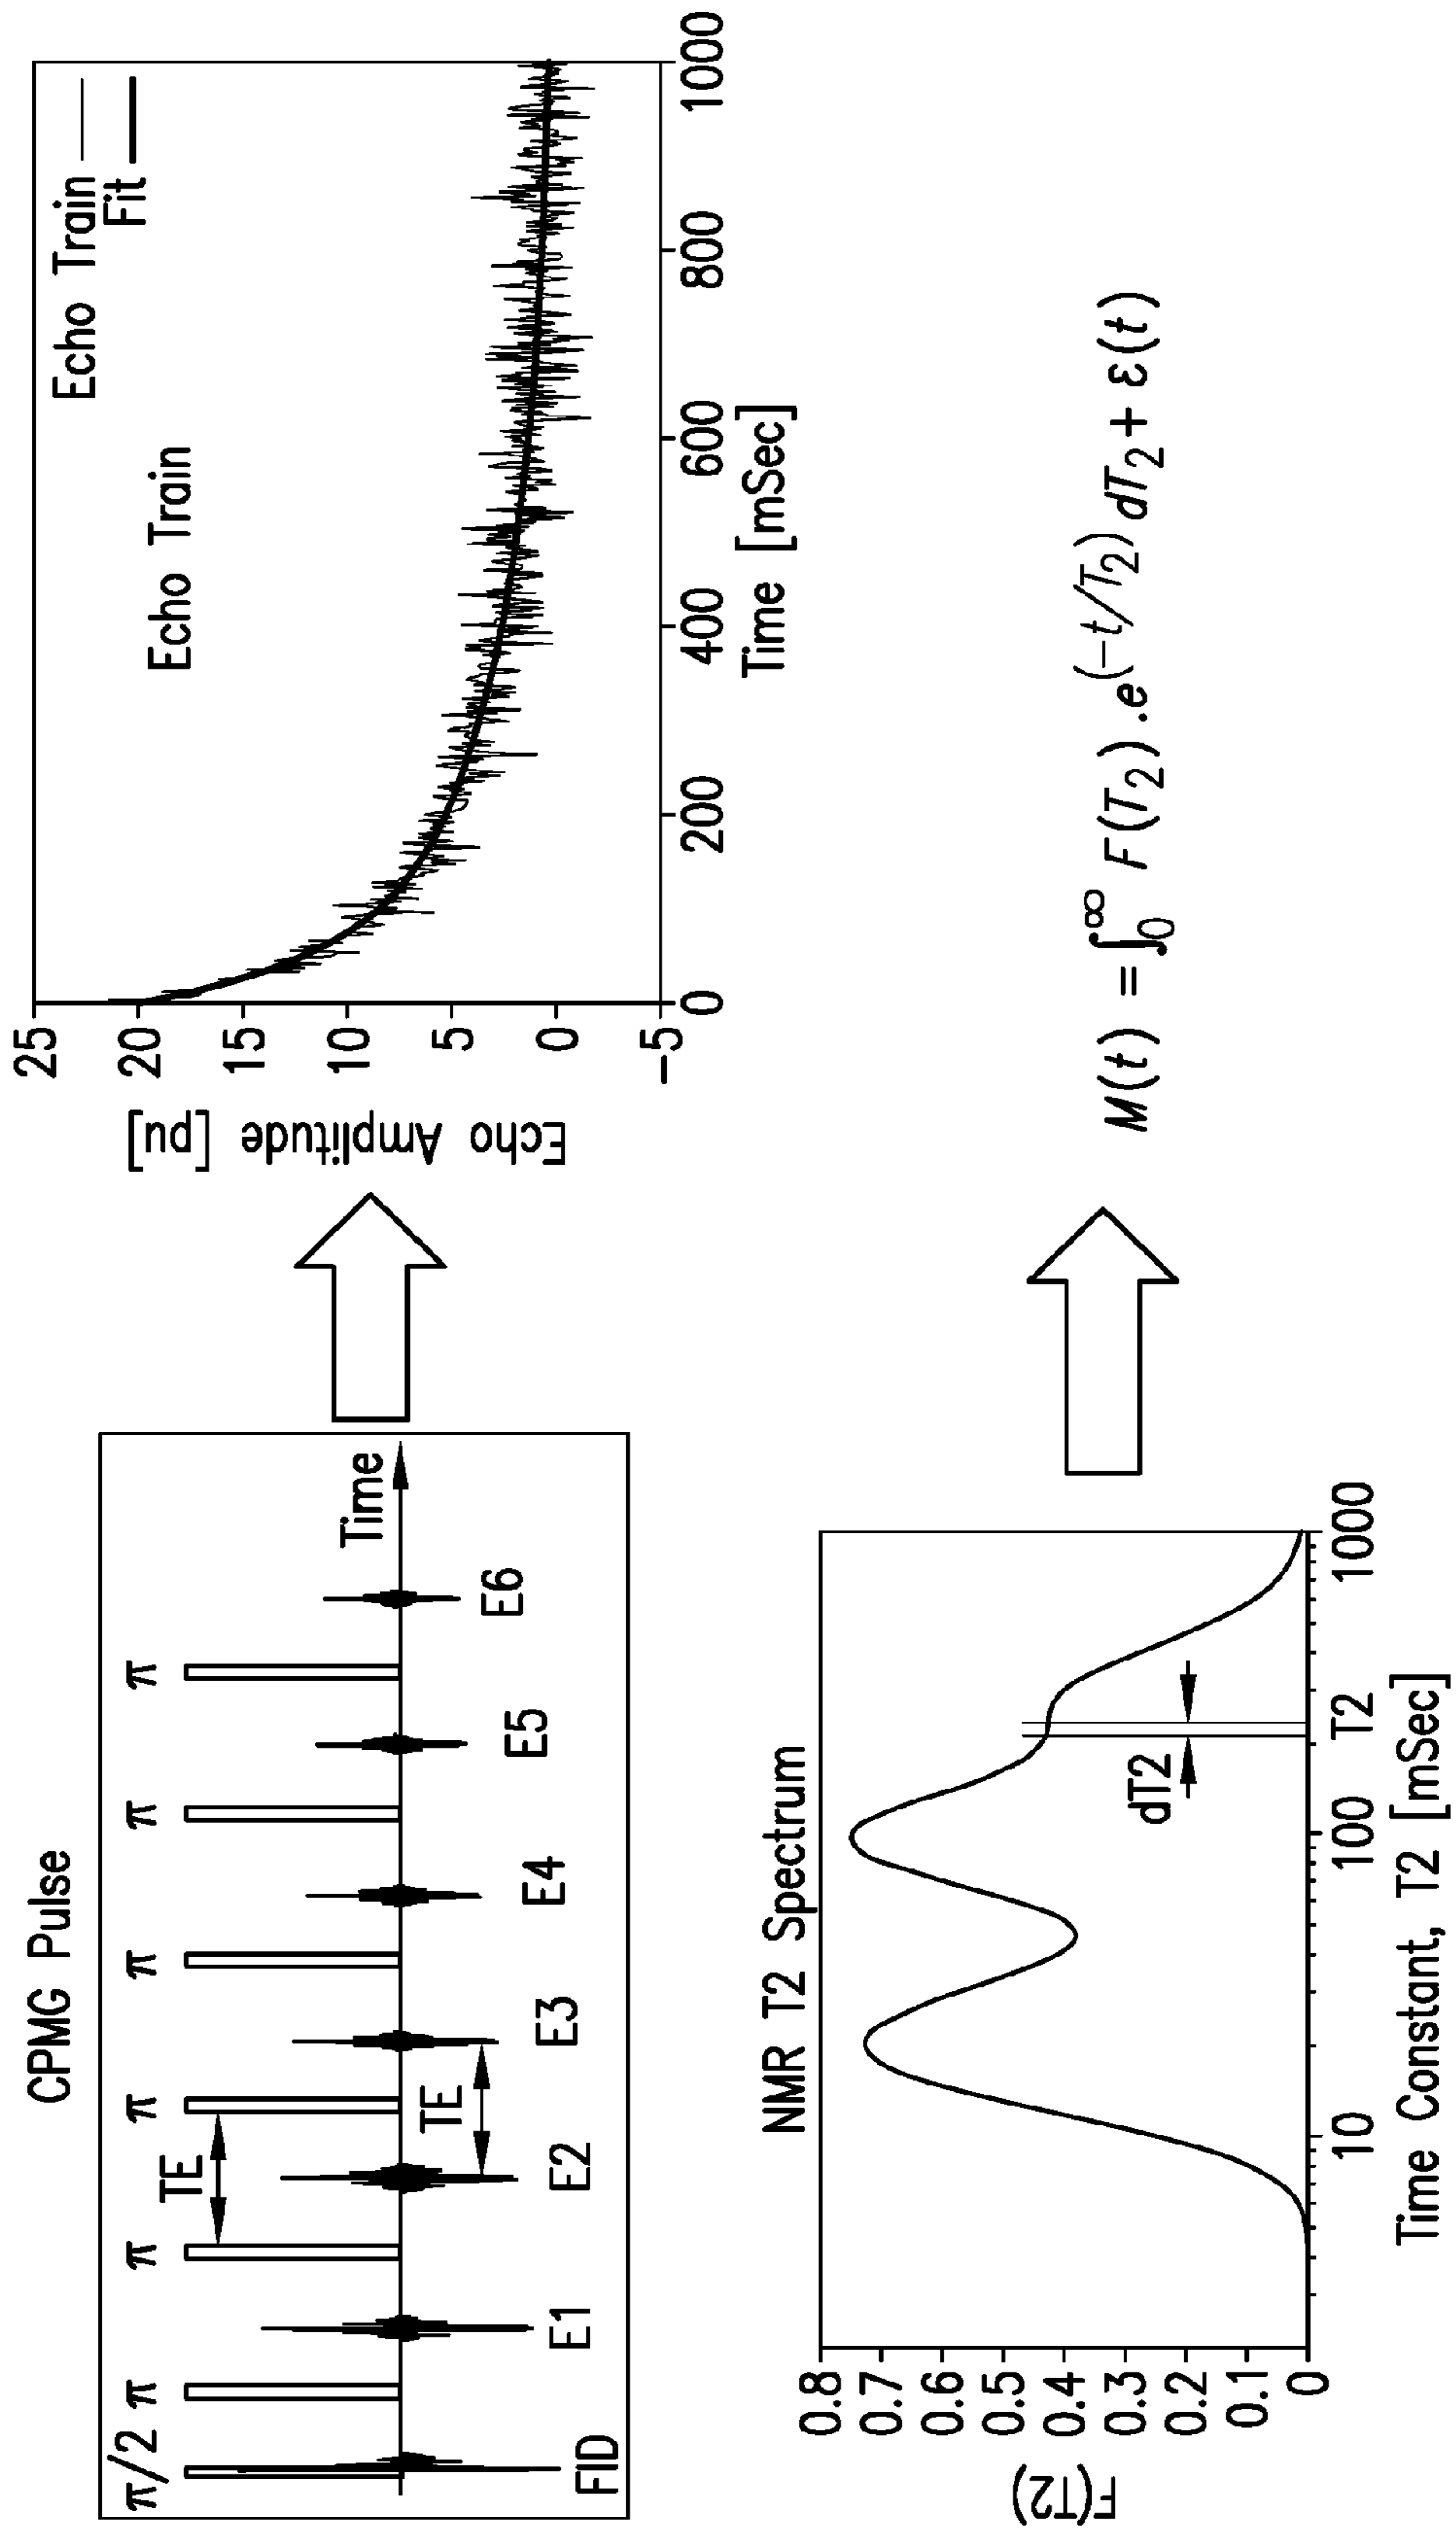 CPMG Pulse
π/2 π π π π π π
TE
Time
TE
FID E1 E2 E3 E4 E5 E6
Echo Train
Fit
Echo Train
25
20
15
10
5
0
-5
Echo Amplitude [pu]
0 200 400 600 800 1000
Time [mSec]
NMR T2 Spectrum
0.8
0.7
0.6
0.5
0.4
0.3
0.2
0.1
0
F(T2)
dT2
10 100 T2 1000
Time Constant, T2 [mSec]
M(t) = ∫₀^∞ F(T₂).e^(−t/T₂) dT₂ + ε(t)